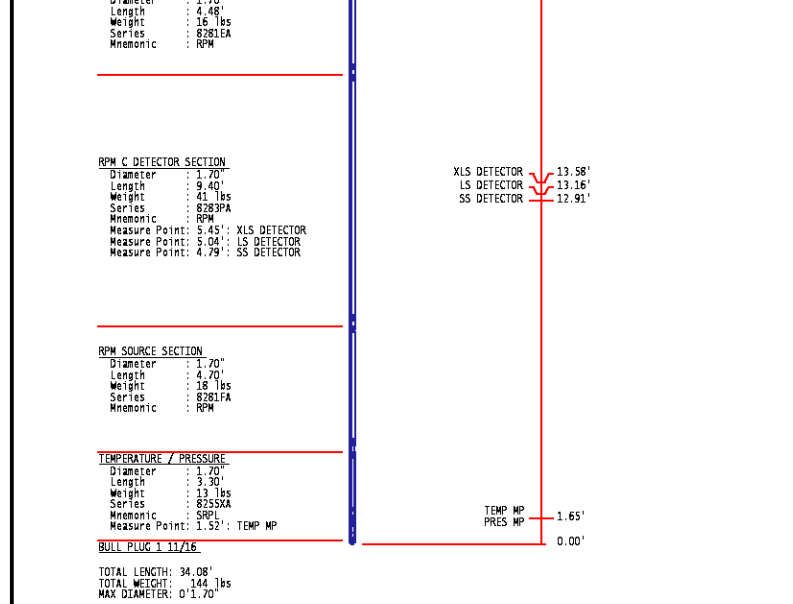 Diameter : 1.70"
Length : 4.48'
Weight : 16 lbs
Series : 8281EA
Mnemonic : RPM
RPM C DETECTOR SECTION
Diameter : 1.70"
Length : 9.40'
Weight : 41 lbs
Series : 8283PA
Mnemonic : RPM
Measure Point: 5.45': XLS DETECTOR
Measure Point: 5.04': LS DETECTOR
Measure Point: 4.79': SS DETECTOR
XLS DETECTOR 13.58'
LS DETECTOR 13.16'
SS DETECTOR 12.91'
RPM SOURCE SECTION
Diameter : 1.70"
Length : 4.70'
Weight : 18 lbs
Series : 8281FA
Mnemonic : RPM
TEMPERATURE / PRESSURE
Diameter : 1.70"
Length : 3.30'
Weight : 13 lbs
Series : 8255XA
Mnemonic : SRPL
Measure Point: 1.52': TEMP MP
TEMP MP
PRES MP 1.65'
0.00'
BULL PLUG 1 11/16
TOTAL LENGTH: 34.08'
TOTAL WEIGHT: 144 lbs
MAX DIAMETER: 0'1.70"